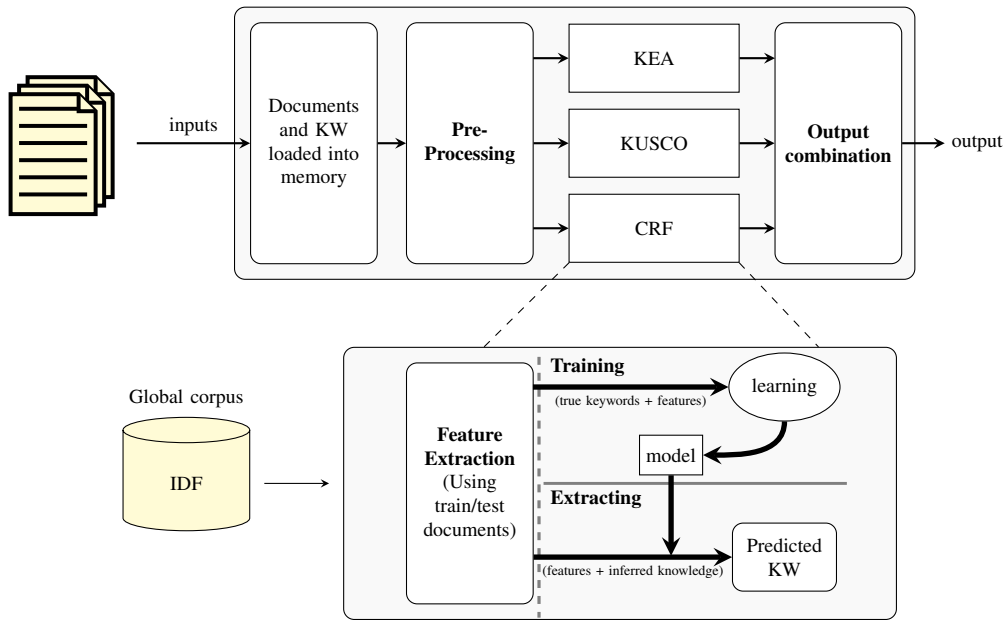 inputs
Documents
and KW
loaded into
memory
Pre-
Processing
KEA
KUSCO
CRF
Output
combination
output
Global corpus
IDF
Feature
Extraction
(Using
train/test
documents)
Training
(true keywords + features)
learning
model
Extracting
(features + inferred knowledge)
Predicted
KW